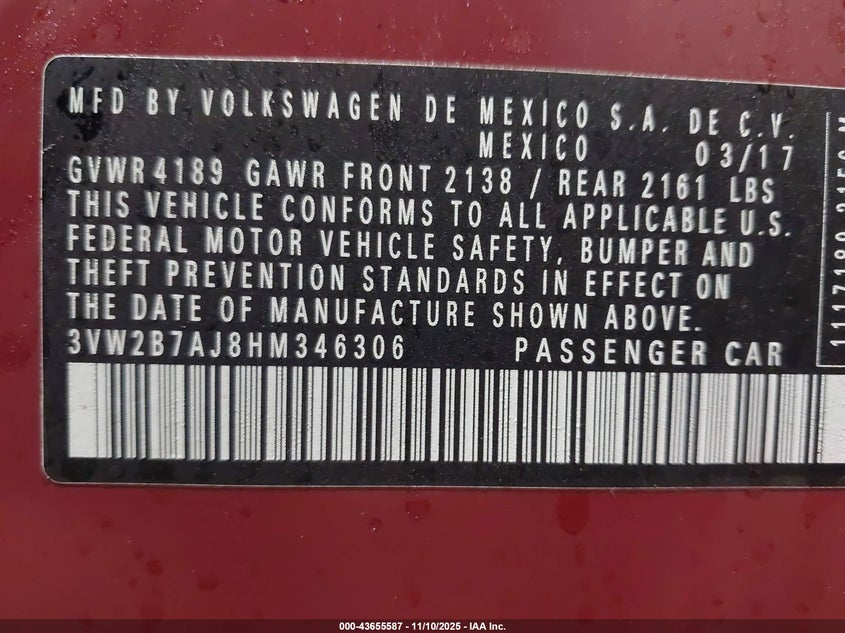 MFD BY VOLKSWAGEN DE MEXICO S.A. DE C.V.
MEXICO 03/17
GVWR4189 GAWR FRONT 2138 / REAR 2161 LBS
THIS VEHICLE CONFORMS TO ALL APPLICABLE U.S.
FEDERAL MOTOR VEHICLE SAFETY, BUMPER AND
THEFT PREVENTION STANDARDS IN EFFECT ON
THE DATE OF MANUFACTURE SHOWN ABOVE.
3VW2B7AJ8HM346306 PASSENGER CAR
000-43655587 - 11/10/2025 - IAA Inc.